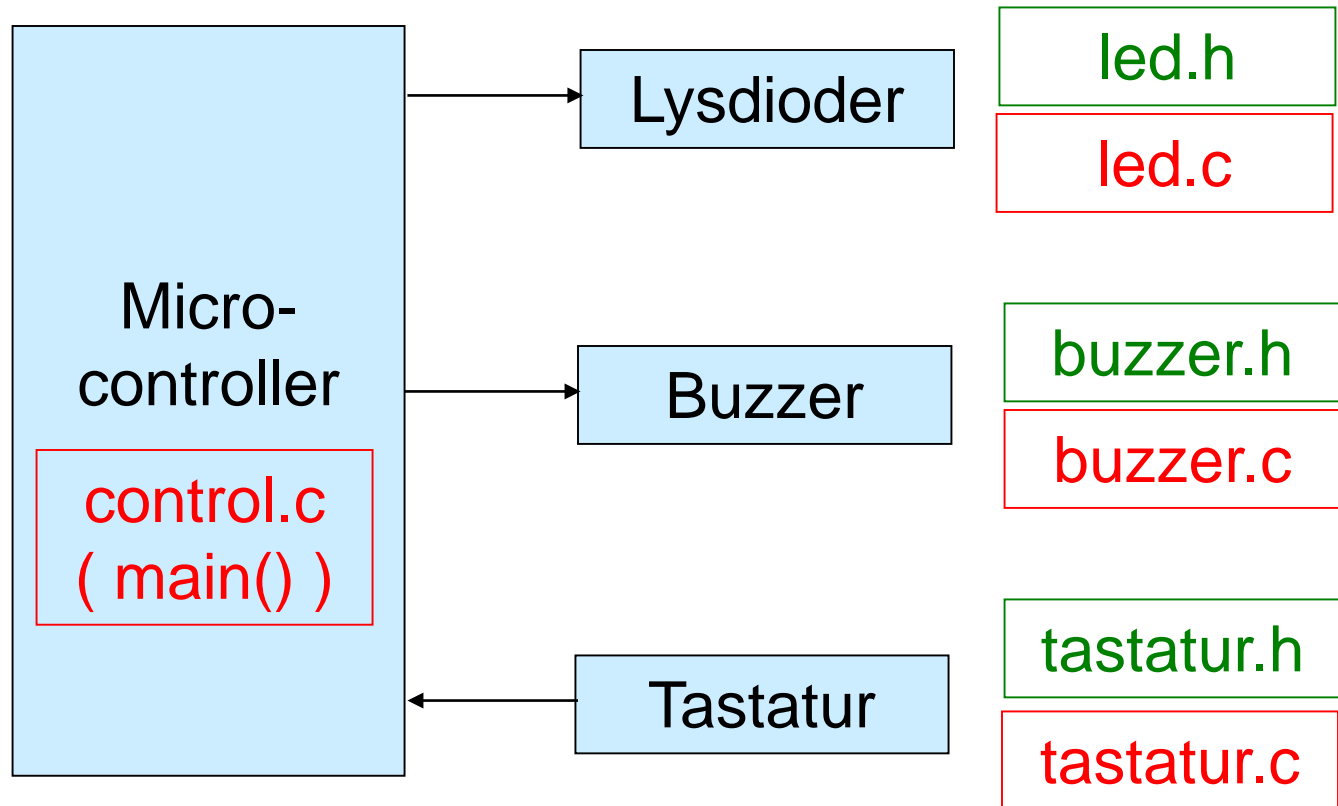 Micro-
controller
control.c
( main() )
Lysdioder
led.h
led.c
Buzzer
buzzer.h
buzzer.c
Tastatur
tastatur.h
tastatur.c